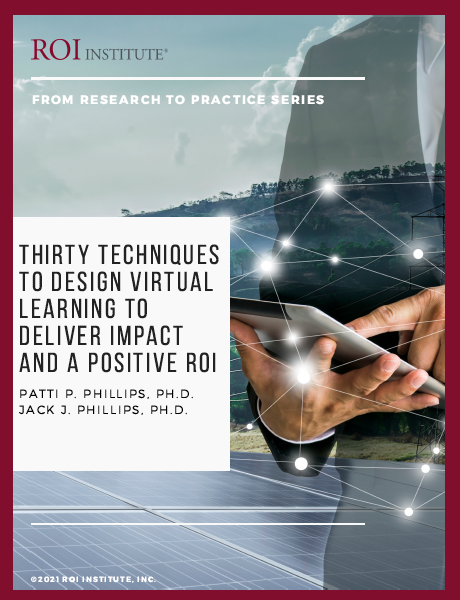 ROI INSTITUTE®
FROM RESEARCH TO PRACTICE SERIES
THIRTY TECHNIQUES
TO DESIGN VIRTUAL
LEARNING TO
DELIVER IMPACT
AND A POSITIVE ROI
PATTI P. PHILLIPS, PH.D.
JACK J. PHILLIPS, PH.D.
©2021 ROI INSTITUTE, INC.